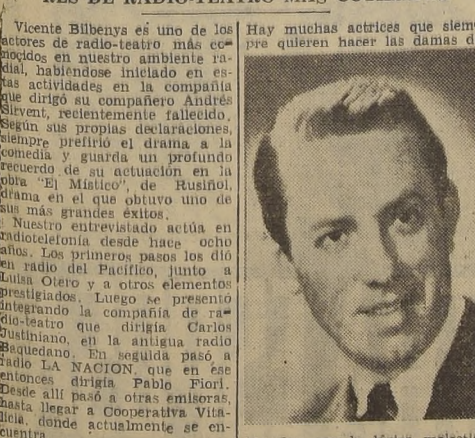 RES DE RADIO-TEATRO MAS
Vicente Bilbenys es uno de los
actores de radio-teatro más co-
nocidos en nuestro ambiente ra-
dial, habiéndose iniciado en es-
tas actividades en la compañía
que dirigó su compañero Andrés
Sirvent, recientemente fallecido.
Según sus propias declaraciones,
siempre prefirió el drama a la
comedia y guarda un profundo
recuerdo de su actuación en la
obra "El Místico", de Rusiñol,
drama en el que obtuvo uno de
sus más grandes éxitos.
Nuestro entrevistado actúa en
radiotelefonía desde hace ocho
años. Los primeros pasos los dió
en radio del Pacífico, junto a
Luisa Otero y a otros elementos
prestigiados. Luego se presentó
integrando la compañía de ra-
dio-teatro que dirigía Carlos
Justiniano, en la antigua radio
Baquedano. En seguida pasó a
radio LA NACION, que en ese
entonces dirigía Pablo Fiori.
Desde allí pasó a otras emisoras,
hasta llegar a Cooperativa Vita-
licia, donde actualmente se en-
cuentra
Hay muchas actrices que siem
pre quieren hacer las damas d